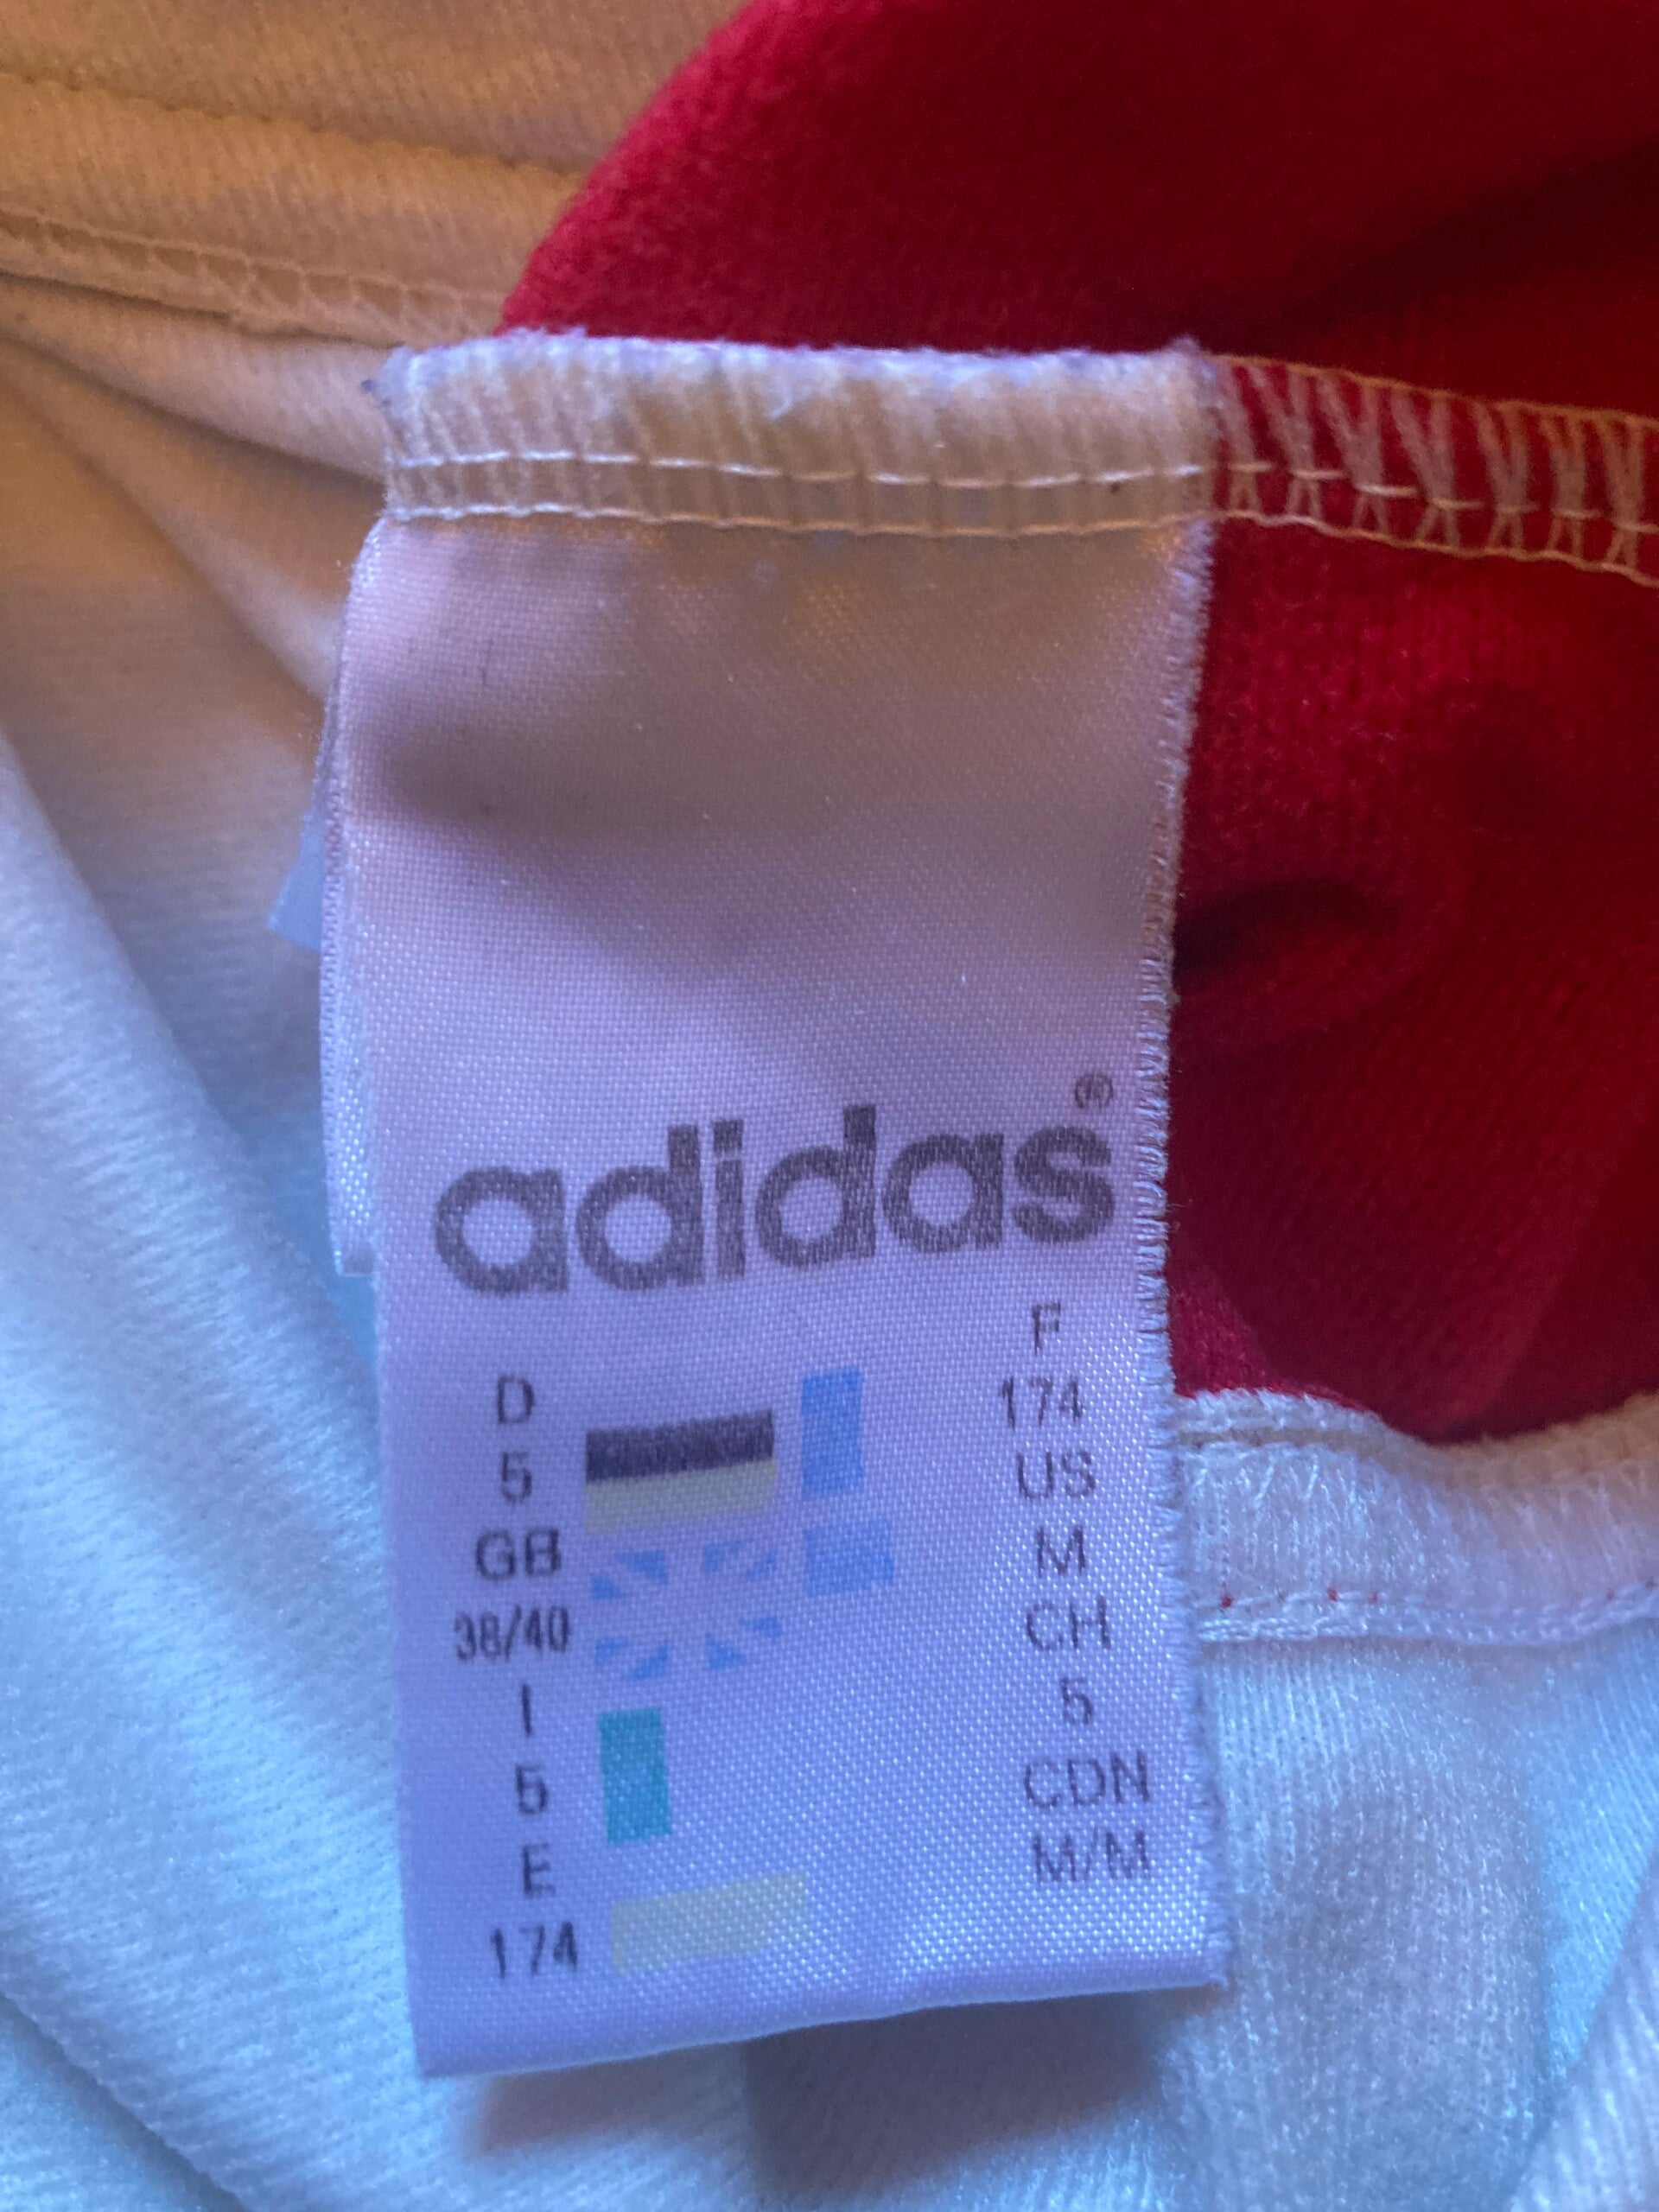 adidas®
F
D 174
5 US
GB M
38/40 CH
I 5
5 CDN
E M/M
174